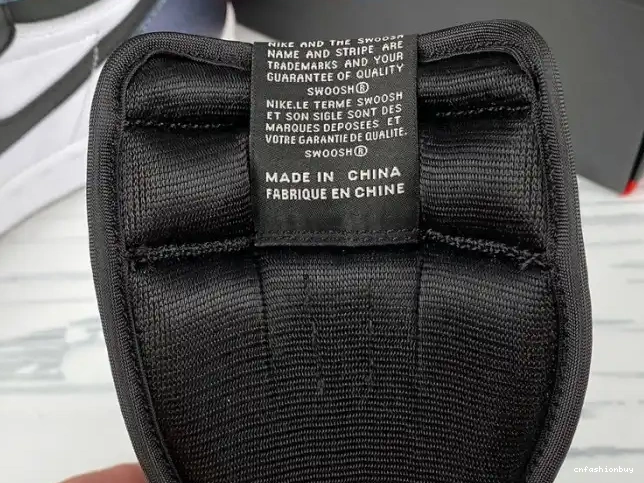 NIKE AND THE SWOOSH
NAME AND STRIPE ARE
TRADEMARKS AND YOUR
GUARANTEE OF QUALITY
SWOOSH®
NIKE.LE TERME SWOOSH
ET SON SIGLE SONT DES
MARQUES DEPOSEES ET
VOTRE GARANTIE DE QUALITE.
SWOOSH®
MADE IN CHINA
FABRIQUE EN CHINE
cnfashionbuy